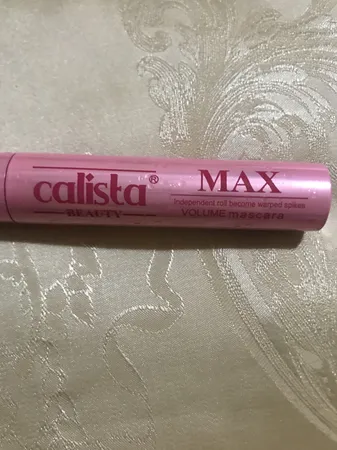 calista®
BEAUTY
MAX
Independent roll become warped spikes
VOLUME mascara